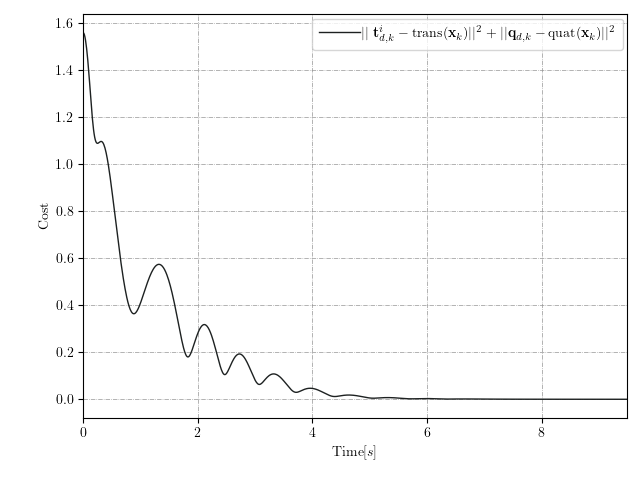 || t^i_{d,k} − trans(x_k)||² + ||q_{d,k} − quat(x_k)||²
1.6
1.4
1.2
1.0
0.8
0.6
0.4
0.2
0.0
Cost
0 2 4 6 8
Time[s]